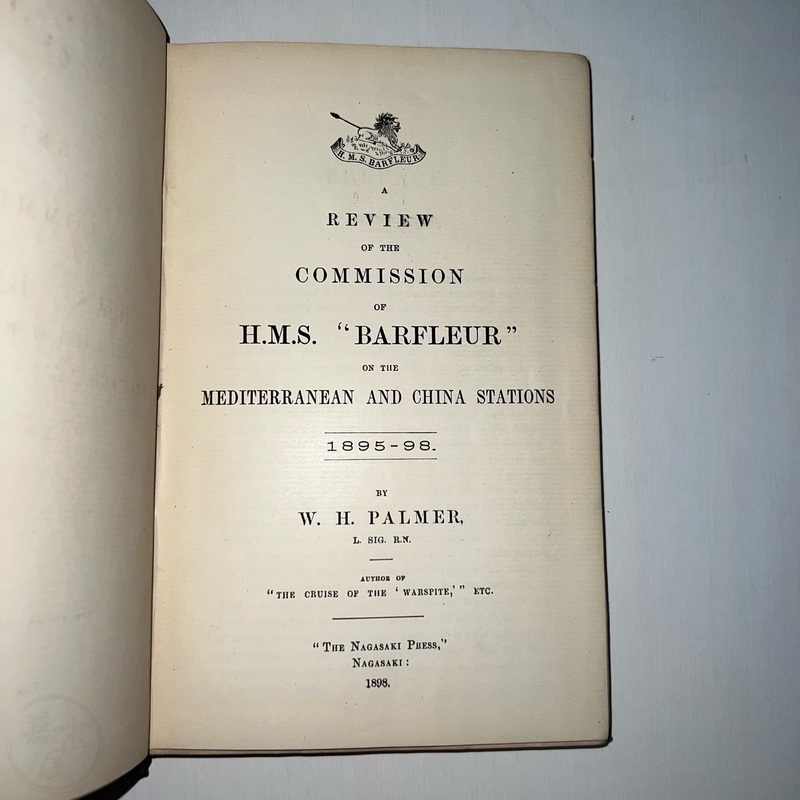 H.M.S. BARFLEUR
A
REVIEW
OF THE
COMMISSION
OF
H.M.S. “BARFLEUR”
ON THE
MEDITERRANEAN AND CHINA STATIONS
1895-98.
BY
W. H. PALMER,
L. SIG. R.N.
AUTHOR OF
“THE CRUISE OF THE ‘WARSPITE,’” ETC.
“THE NAGASAKI PRESS,”
NAGASAKI:
1898.